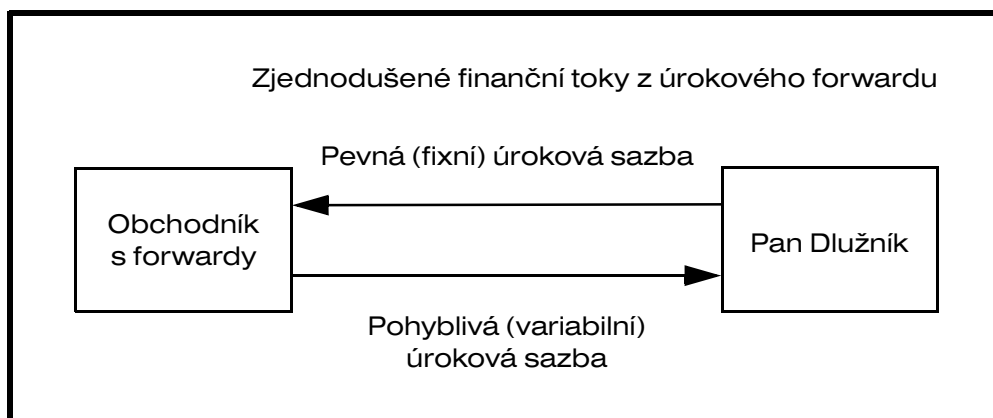 Zjednodušené finanční toky z úrokového forwardu
Pevná (fixní) úroková sazba
Obchodník
s forwardy
Pan Dlužník
Pohyblivá (variabilní)
úroková sazba